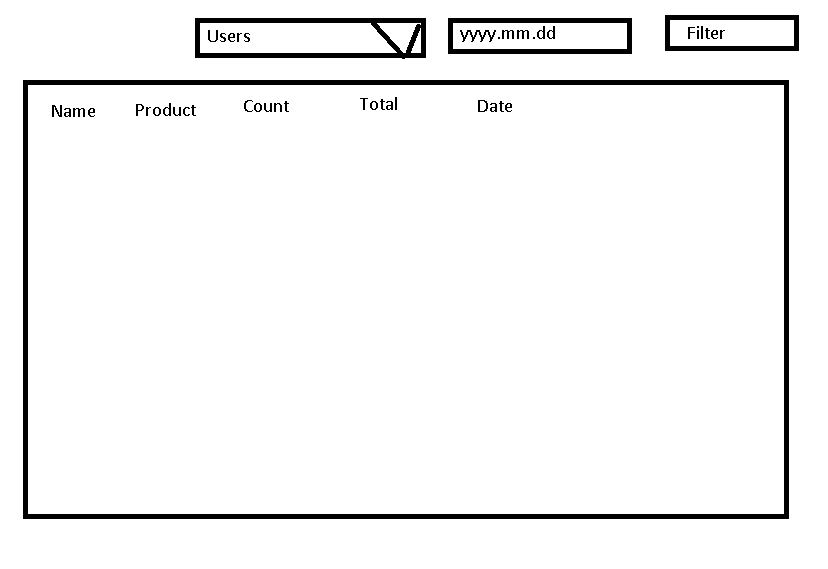 Users
yyyy.mm.dd
Filter
Name Product Count Total Date